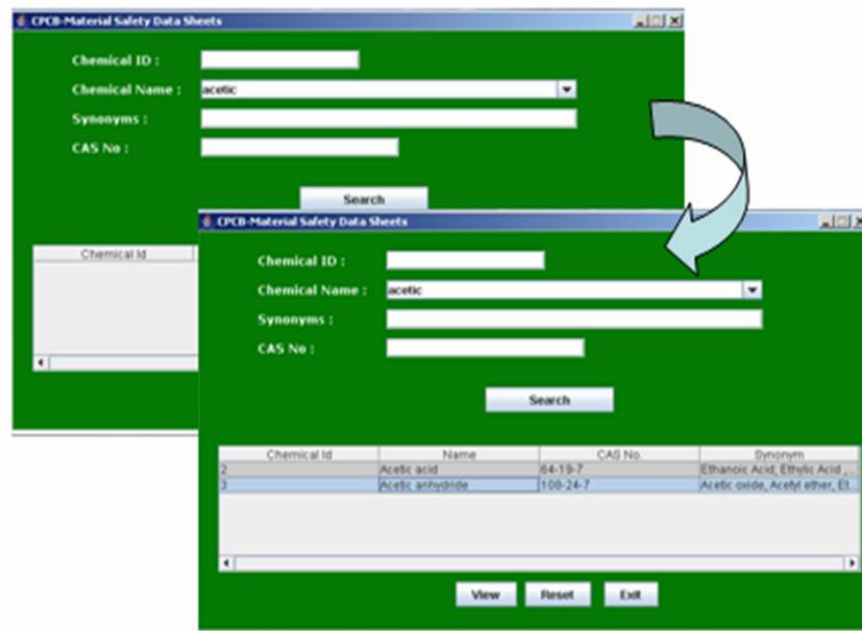 CPCB-Material Safety Data Sheets
Chemical ID :
Chemical Name : acetic
Synonyms :
CAS No :
Search
Chemical Id
CPCB-Material Safety Data Sheets
Chemical ID :
Chemical Name : acetic
Synonyms :
CAS No :
Search
Chemical Id Name CAS No. Synonym
2 Acetic acid 64-19-7 Ethanoic Acid, Ethylic Acid ,...
3 Acetic anhydride 108-24-7 Acetic oxide, Acetyl ether, Et...
View Reset Exit